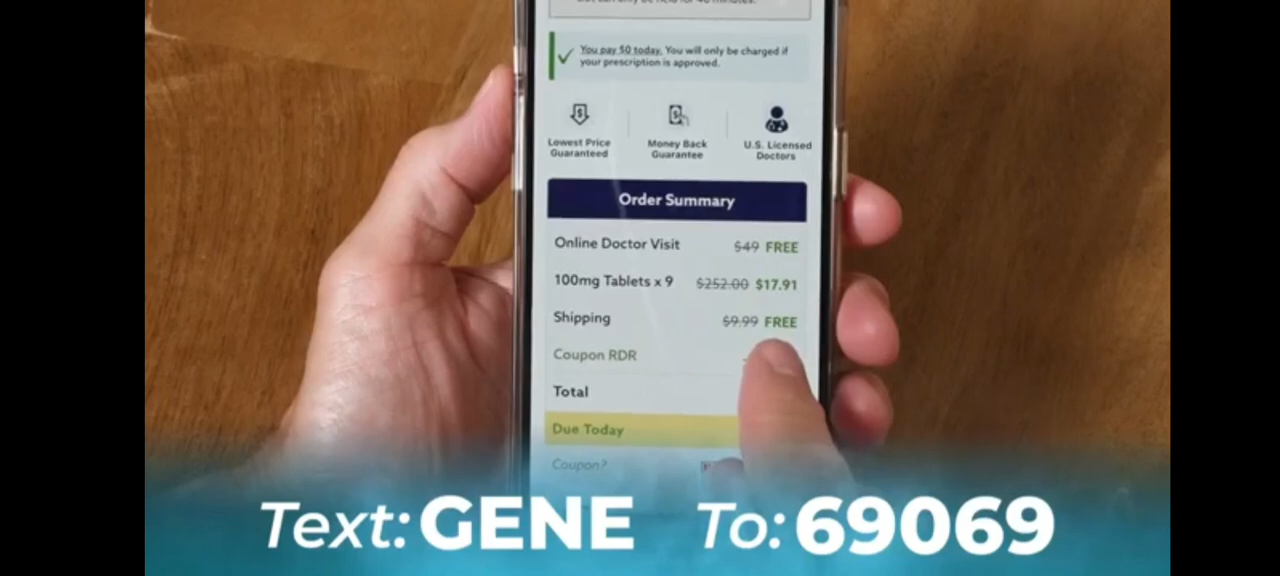 You pay $0 today. You will only be charged if
your prescription is approved.
Lowest Price
Guaranteed
Money Back
Guarantee
U.S. Licensed
Doctors
Order Summary
Online Doctor Visit $49 FREE
100mg Tablets x 9 $252.00 $17.91
Shipping $9.99 FREE
Coupon RDR
Total
Due Today
Coupon?
Text: GENE To: 69069